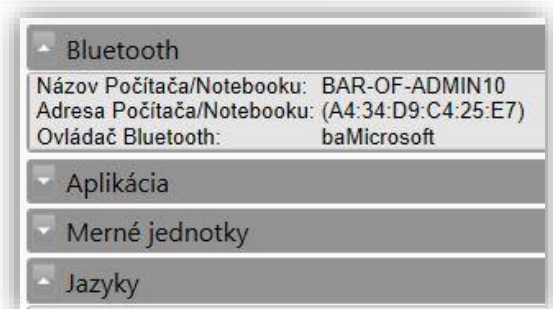 Bluetooth
Názov Počítača/Notebooku: BAR-OF-ADMIN10
Adresa Počítača/Notebooku: (A4:34:D9:C4:25:E7)
Ovládač Bluetooth: baMicrosoft
Aplikácia
Merné jednotky
Jazyky